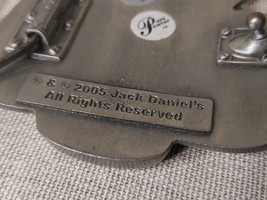 P
© & ® 2005 Jack Daniel's
All Rights Reserved